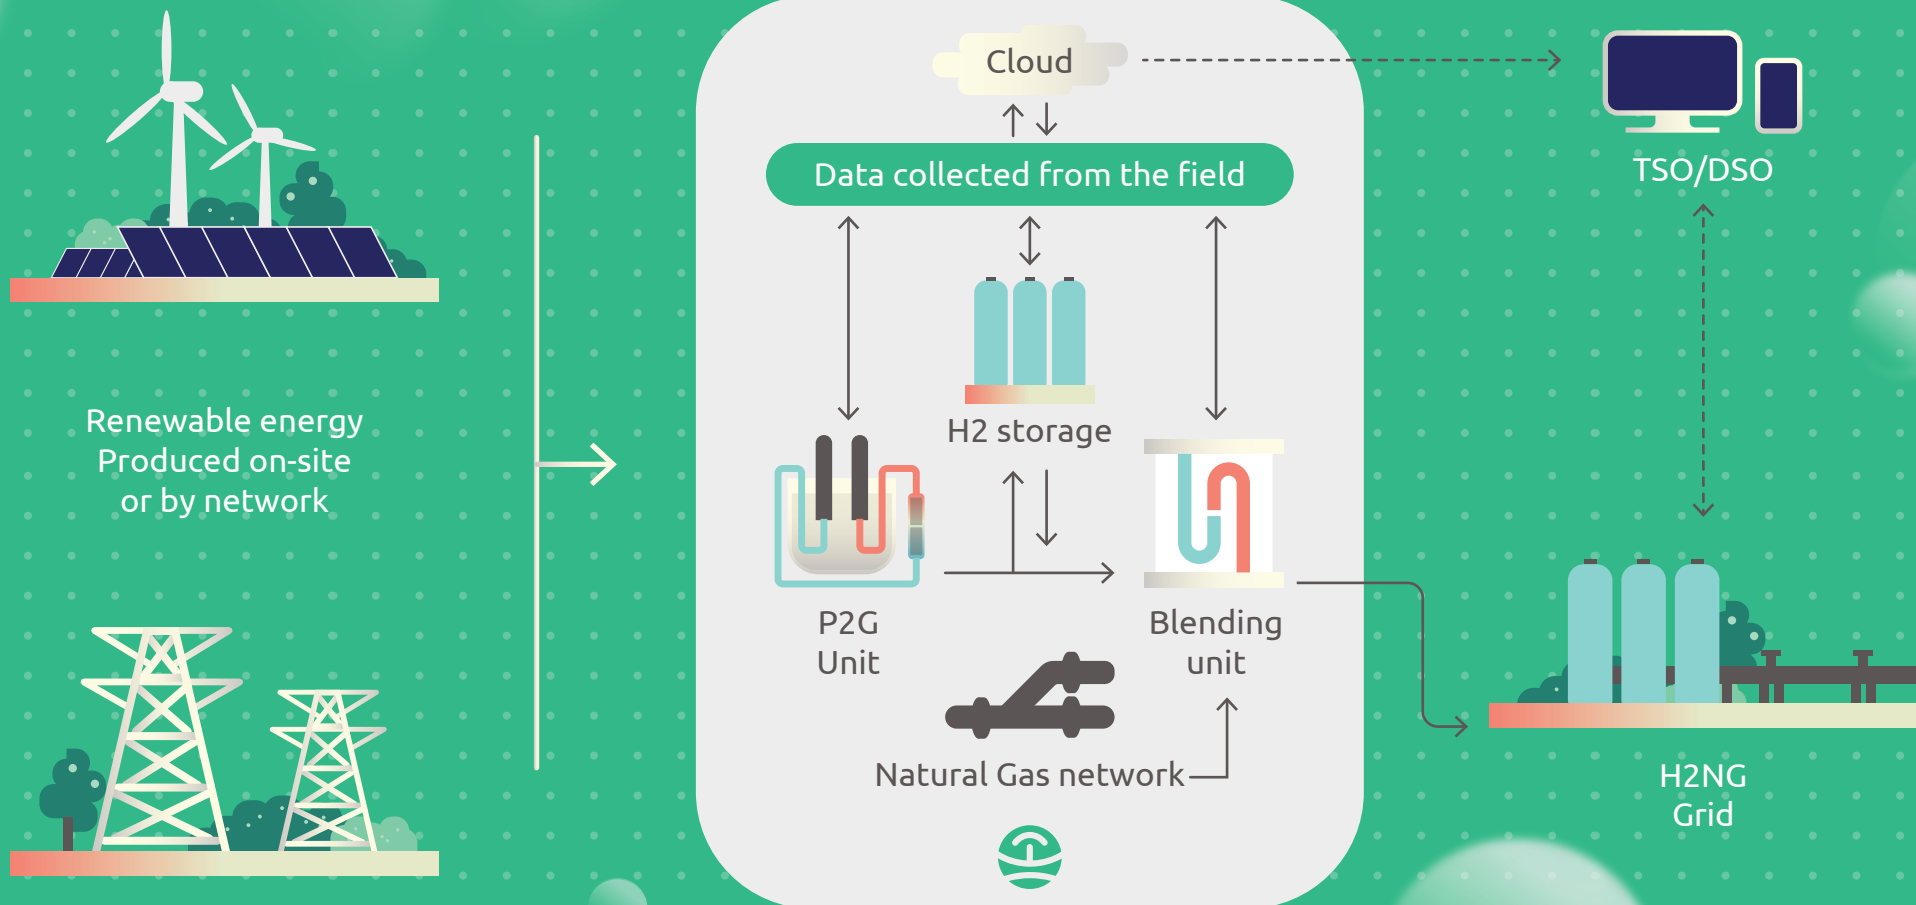 Renewable energy
Produced on-site
or by network
Cloud
Data collected from the field
H2 storage
P2G
Unit
Blending
unit
Natural Gas network
TSO/DSO
H2NG
Grid